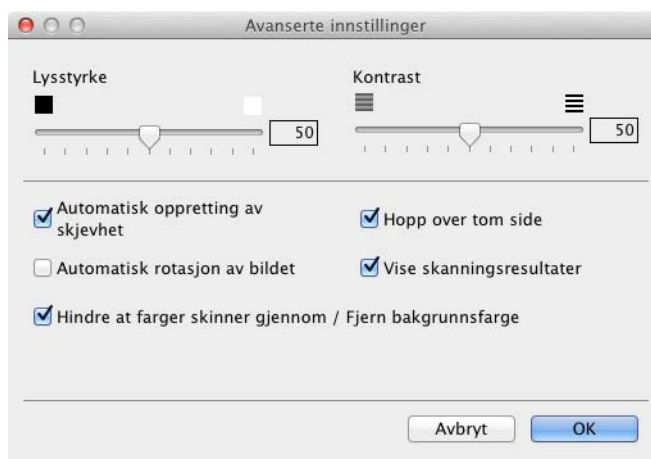 Avanserte innstillinger
Lysstyrke
50
Kontrast
50
Automatisk oppretting av
skjevhet
Hopp over tom side
Automatisk rotasjon av bildet
Vise skanningsresultater
Hindre at farger skinner gjennom / Fjern bakgrunnsfarge
Avbryt
OK